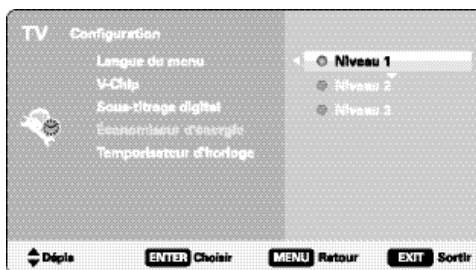 TV Configuration
Langue du menu
V-Chip
Sous-titrage digital
Économiseur d'énergie
Temporisateur d'horloge
Niveau 1
Niveau 2
Niveau 3
Dépla ENTER Choisir MENU Retour EXIT Sortir